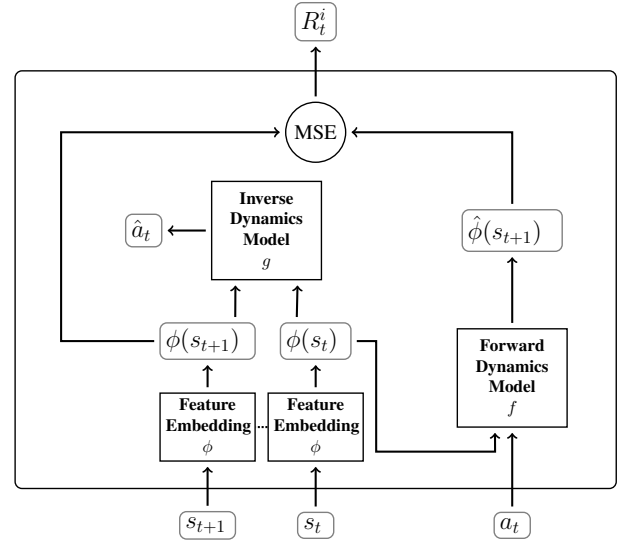 R_t^i
MSE
Inverse
Dynamics
Model
g
â_t
ϕ̂(s_{t+1})
ϕ(s_{t+1})
ϕ(s_t)
Forward
Dynamics
Model
f
Feature
Embedding
ϕ
...
Feature
Embedding
ϕ
s_{t+1}
s_t
a_t